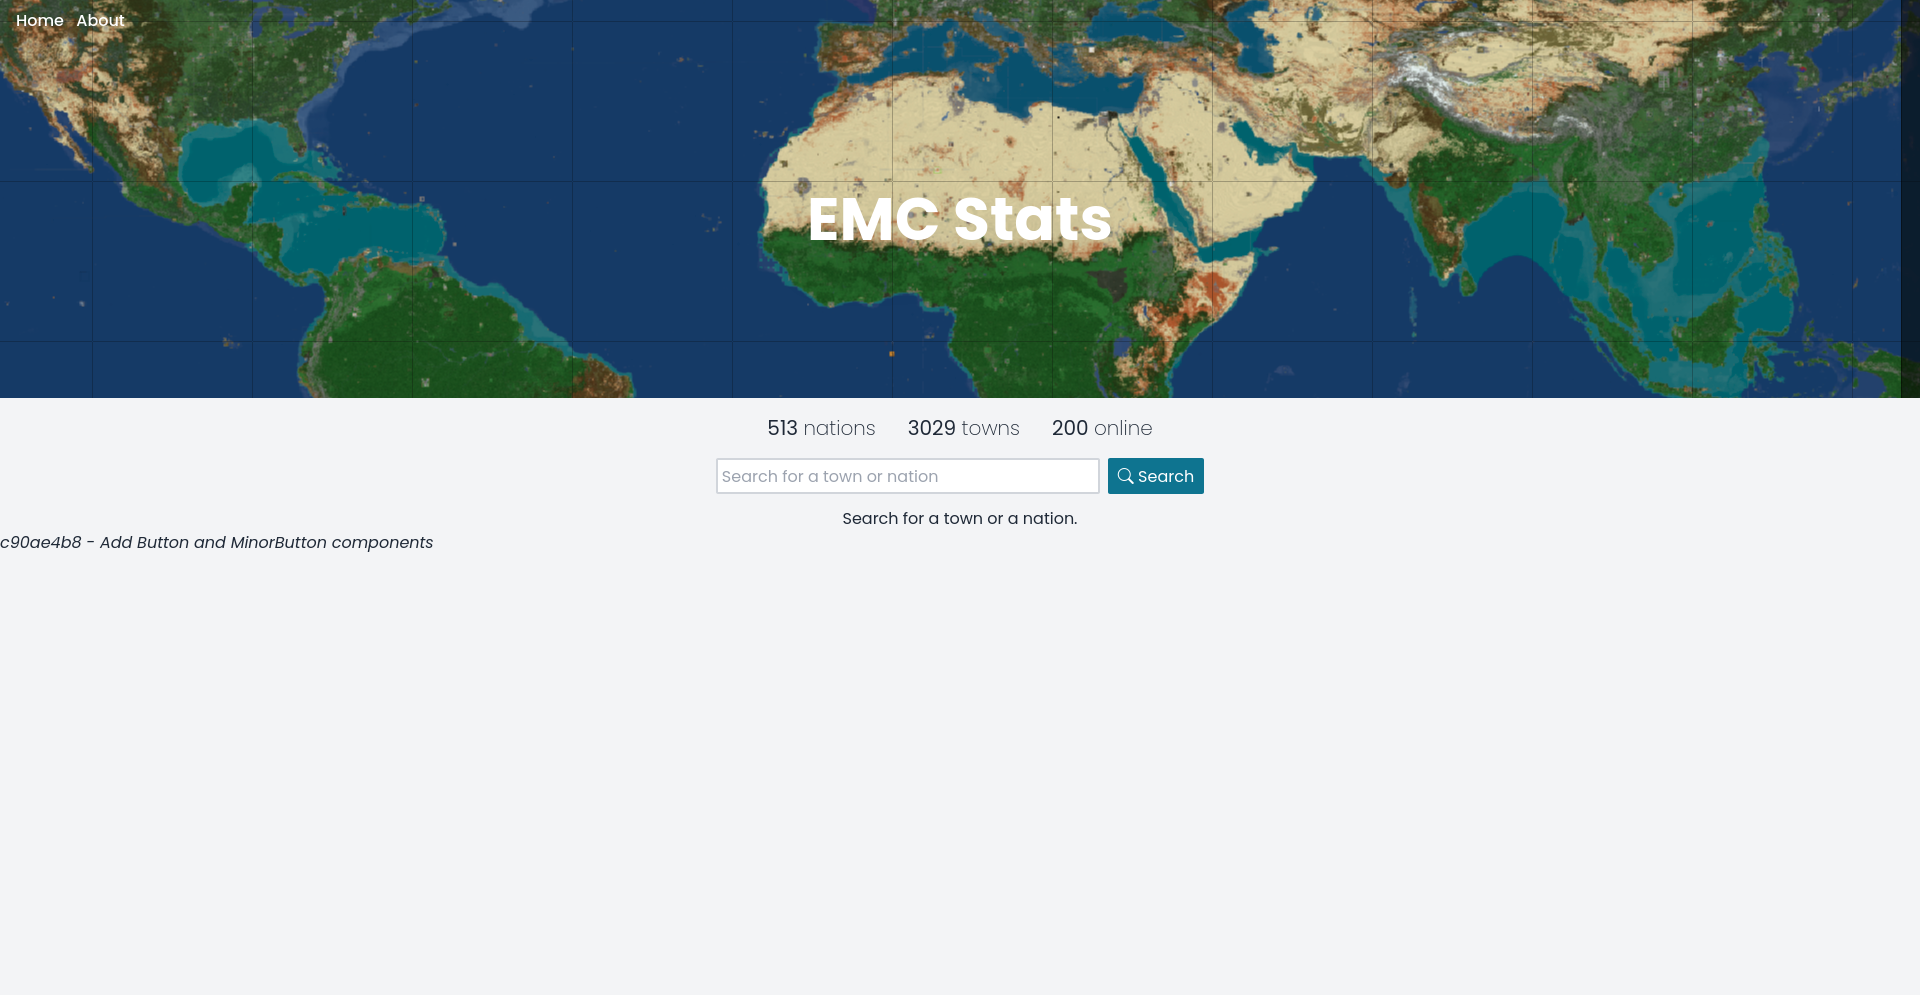 Home About
EMC Stats
513 nations 3029 towns 200 online
Search for a town or nation Search
Search for a town or a nation.
c90ae4b8 - Add Button and MinorButton components